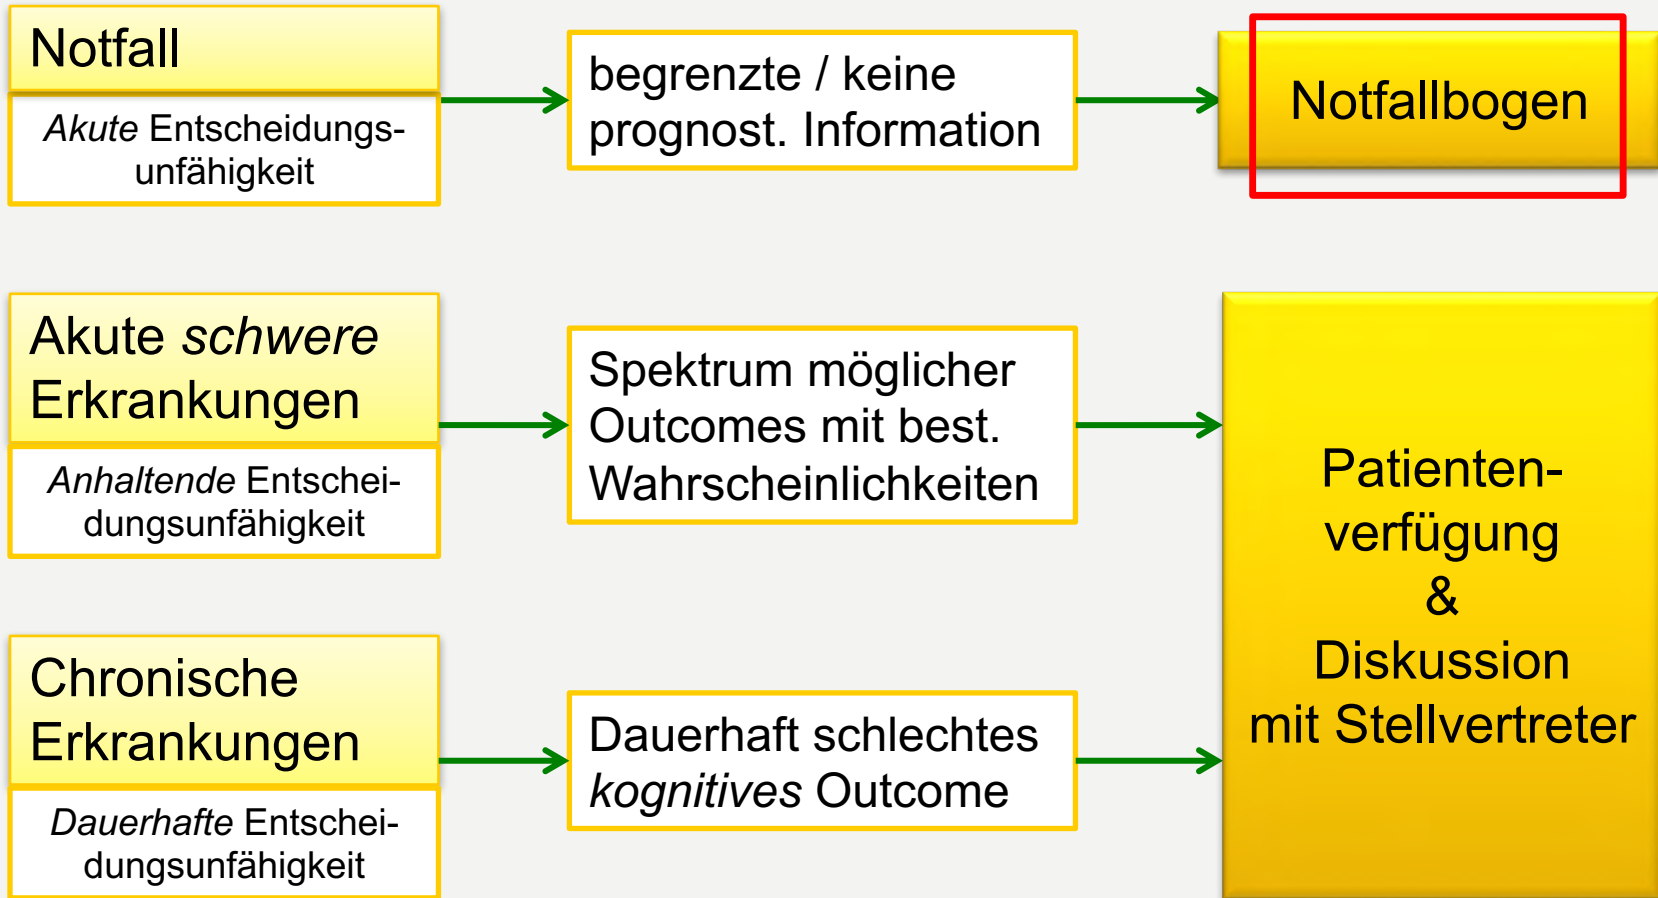 Notfall
Akute Entscheidungs-
unfähigkeit
begrenzte / keine
prognost. Information
Notfallbogen
Akute schwere
Erkrankungen
Anhaltende Entschei-
dungsunfähigkeit
Spektrum möglicher
Outcomes mit best.
Wahrscheinlichkeiten
Chronische
Erkrankungen
Dauerhafte Entschei-
dungsunfähigkeit
Dauerhaft schlechtes
kognitives Outcome
Patienten-
verfügung
&
Diskussion
mit Stellvertreter